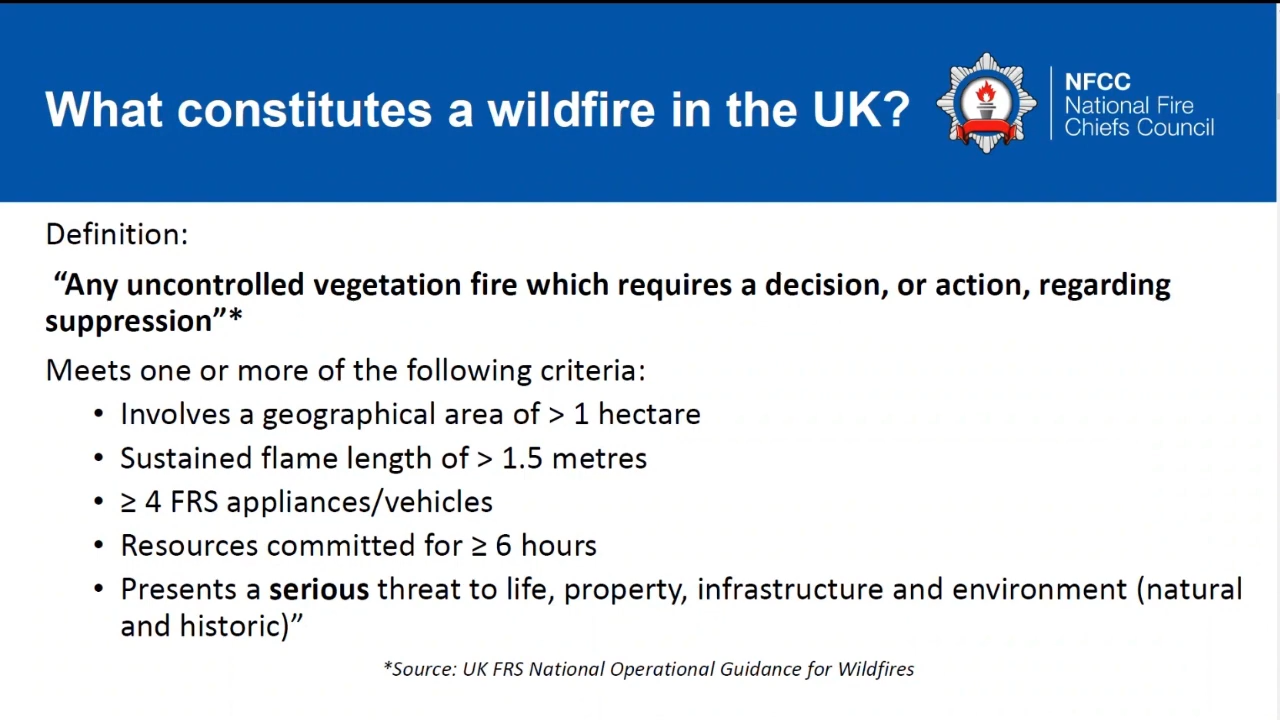 What constitutes a wildfire in the UK?
NFCC
National Fire
Chiefs Council
Definition:
“Any uncontrolled vegetation fire which requires a decision, or action, regarding
suppression”*
Meets one or more of the following criteria:
• Involves a geographical area of > 1 hectare
• Sustained flame length of > 1.5 metres
• ≥ 4 FRS appliances/vehicles
• Resources committed for ≥ 6 hours
• Presents a serious threat to life, property, infrastructure and environment (natural
and historic)”
*Source: UK FRS National Operational Guidance for Wildfires